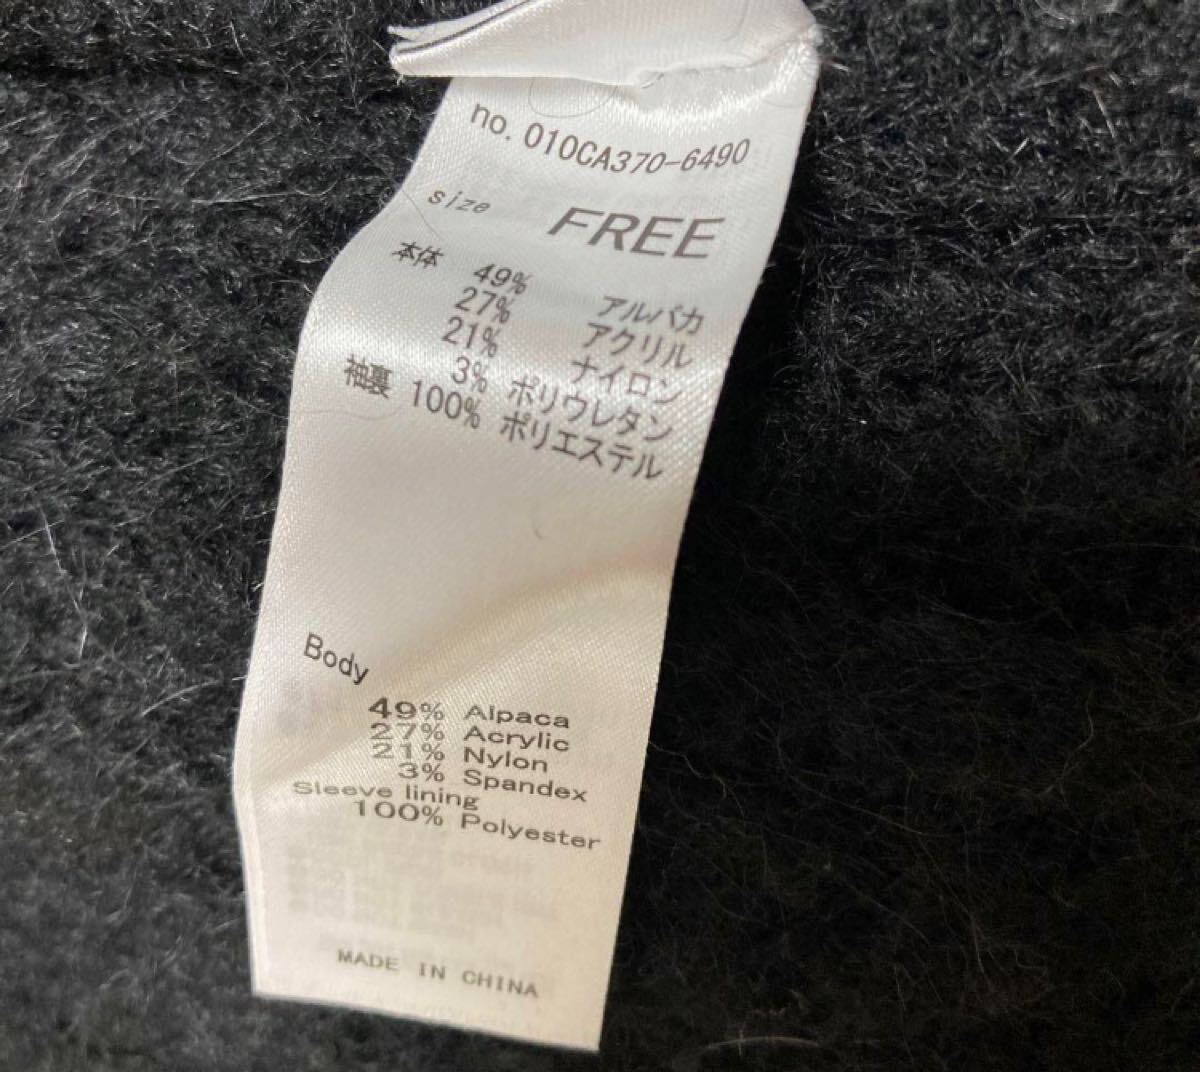 no. 010CA370-6490
size FREE
本体 49% アルパカ
27% アクリル
21% ナイロン
3% ポリウレタン
袖裏 100% ポリエステル
Body
49% Alpaca
27% Acrylic
21% Nylon
3% Spandex
Sleeve lining
100% Polyester
MADE IN CHINA